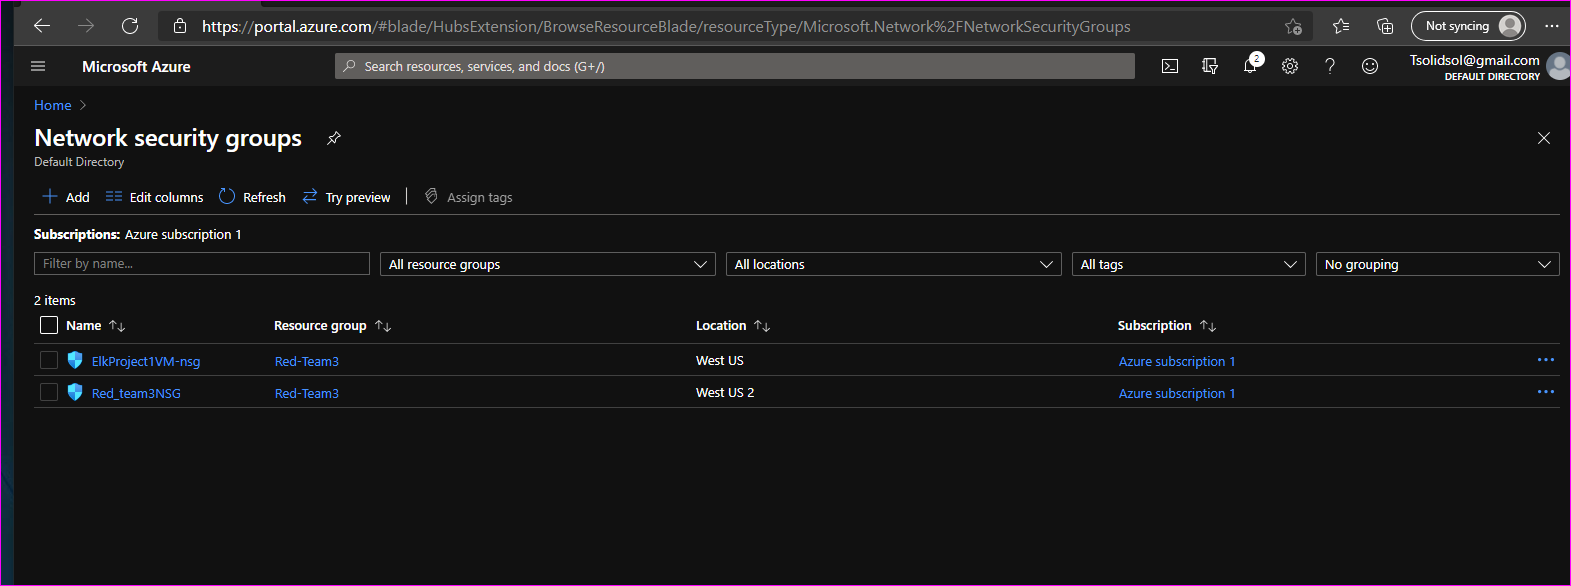 https://portal.azure.com/#blade/HubsExtension/BrowseResourceBlade/resourceType/Microsoft.Network%2FNetworkSecurityGroups
Not syncing
Microsoft Azure
Search resources, services, and docs (G+/)
2
Tsolidsol@gmail.com
DEFAULT DIRECTORY
Home
Network security groups
Default Directory
Add
Edit columns
Refresh
Try preview
Assign tags
Subscriptions: Azure subscription 1
Filter by name...
All resource groups
All locations
All tags
No grouping
2 items
Name Resource group Location Subscription
ElkProject1VM-nsg Red-Team3 West US Azure subscription 1
Red_team3NSG Red-Team3 West US 2 Azure subscription 1